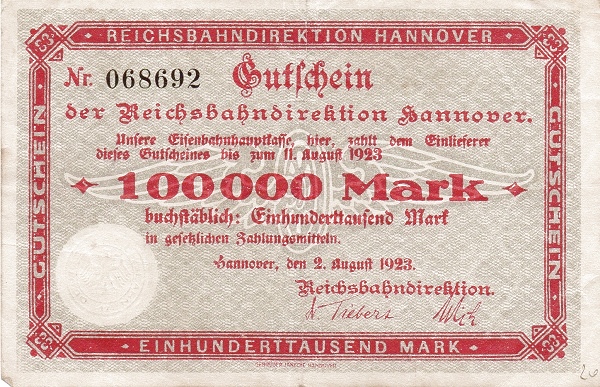 REICHSBAHNDIREKTION HANNOVER
Nr. 068692 Gutschein
der Reichsbahndirektion Hannover.
Unsere Eisenbahnhauptkasse, hier, zahlt dem Einlieferer
dieses Gutscheines bis zum 11. August 1923
100000 Mark
buchstäblich: Einhunderttausend Mark
in gesetzlichen Zahlungsmitteln.
Hannover, den 2. August 1923.
Reichsbahndirektion.
EINHUNDERTTAUSEND MARK
GUTSCHEIN
GUTSCHEIN